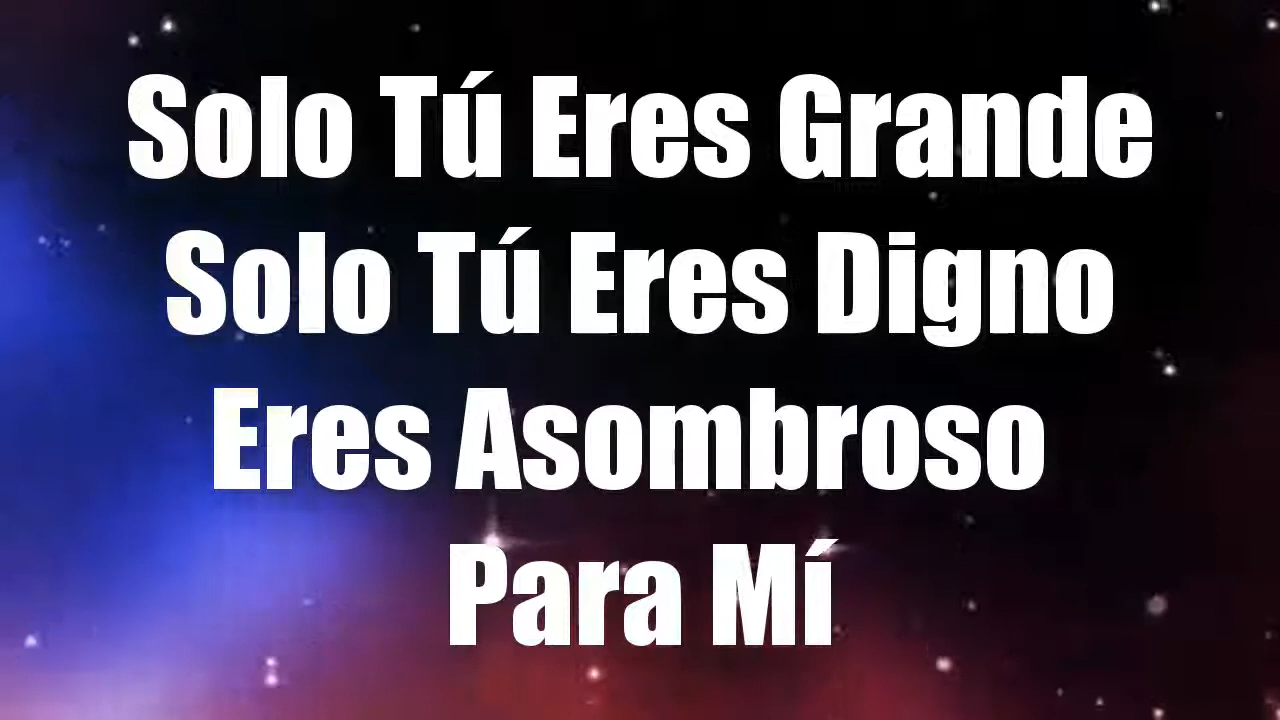 Solo Tú Eres Grande
Solo Tú Eres Digno
Eres Asombroso
Para Mí